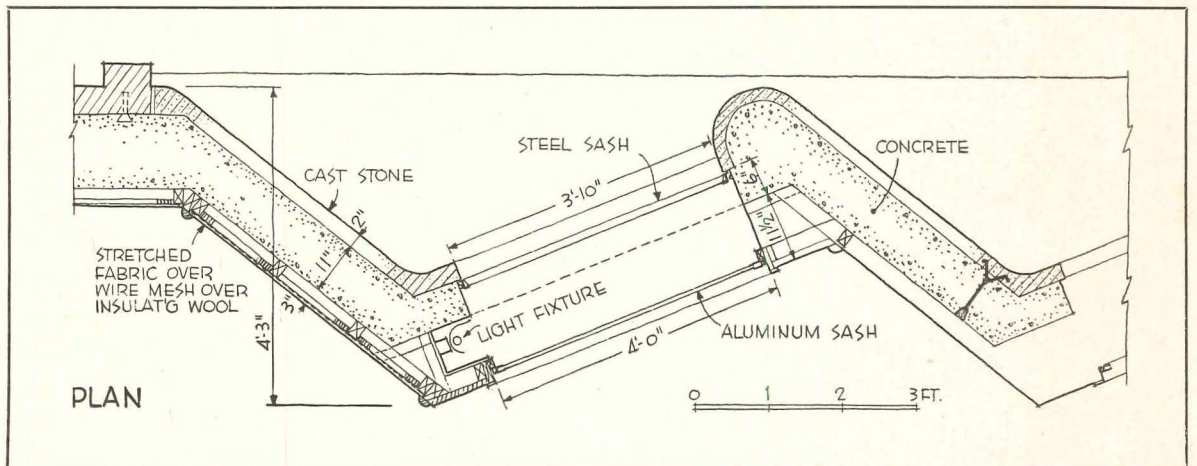 STEEL SASH
CONCRETE
CAST STONE
3'-10"
2"
6"
11½"
11"
STRETCHED
FABRIC OVER
WIRE MESH OVER
INSULAT'G WOOL
3"
4'-3"
LIGHT FIXTURE
ALUMINUM SASH
4'-0"
PLAN
0 1 2 3 FT.